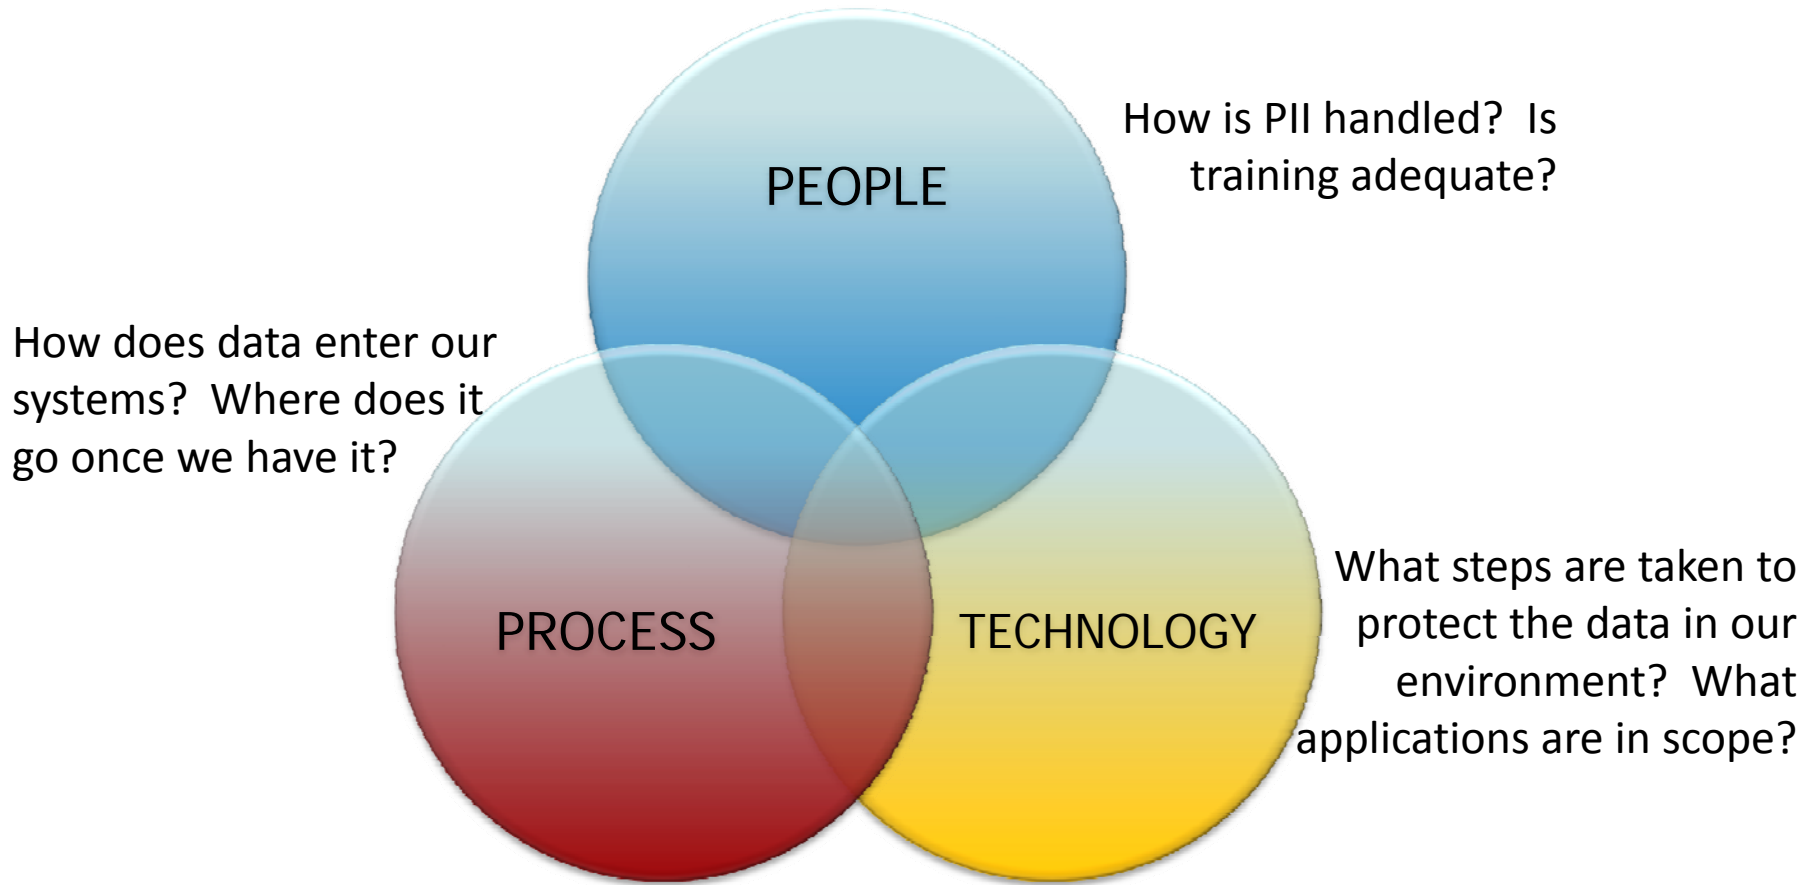 PEOPLE
How is PII handled?  Is
training adequate?
How does data enter our
systems?  Where does it
go once we have it?
PROCESS
TECHNOLOGY
What steps are taken to
protect the data in our
environment?  What
applications are in scope?